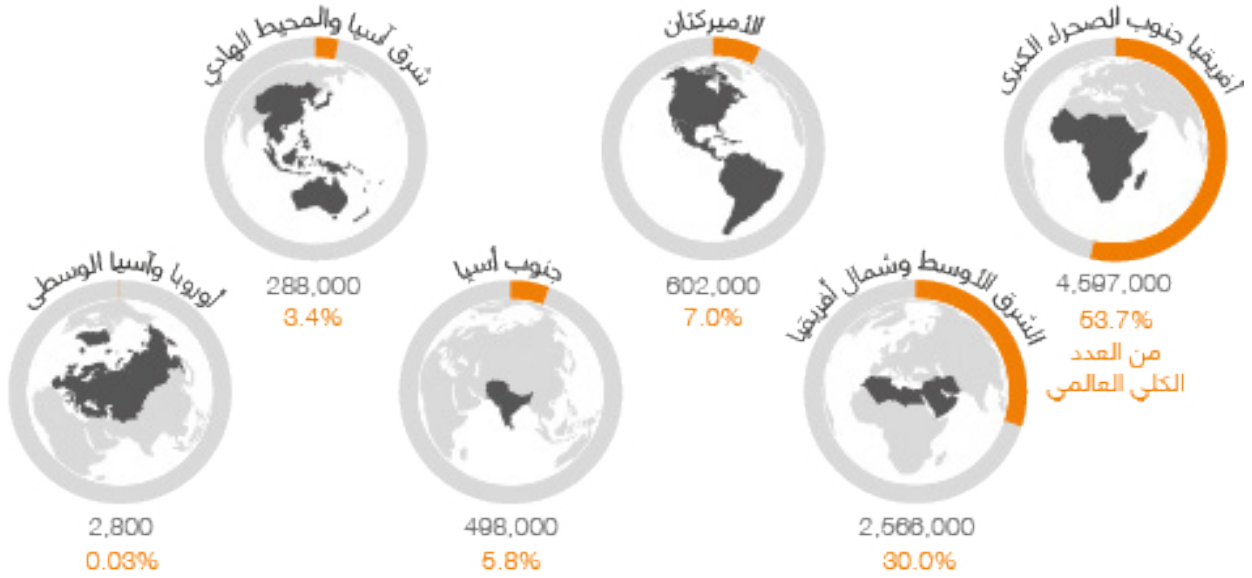 أفريقيا جنوب الصحراء الكبرى
4,597,000
53.7%
من العدد
الكلي العالمي
الشرق الأوسط وشمال أفريقيا
2,566,000
30.0%
الأميركتان
602,000
7.0%
جنوب أسيا
498,000
5.8%
شرق آسيا والمحيط الهادي
288,000
3.4%
أوروبا وآسيا الوسطى
2,800
0.03%